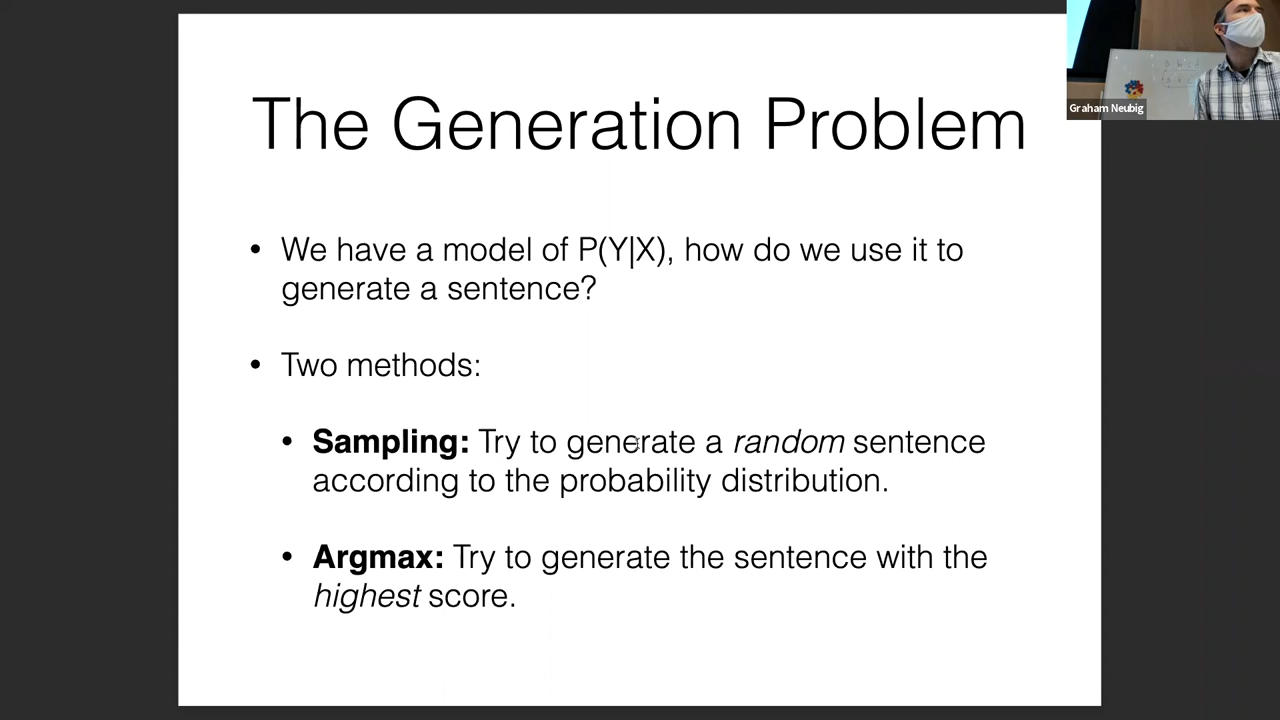 The Generation Problem
Graham Neubig
• We have a model of P(Y|X), how do we use it to
generate a sentence?
• Two methods:
• Sampling: Try to generate a random sentence
according to the probability distribution.
• Argmax: Try to generate the sentence with the
highest score.